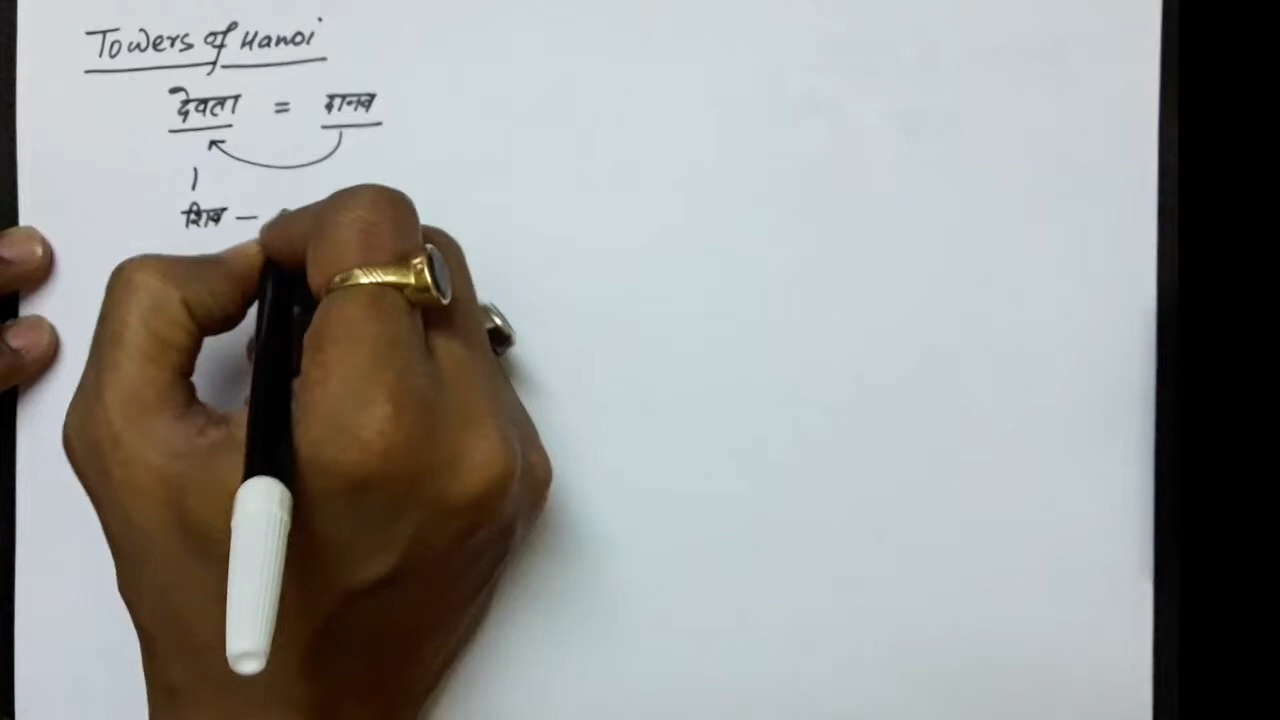 Towers of Hanoi
देवता = दानव
शिव –